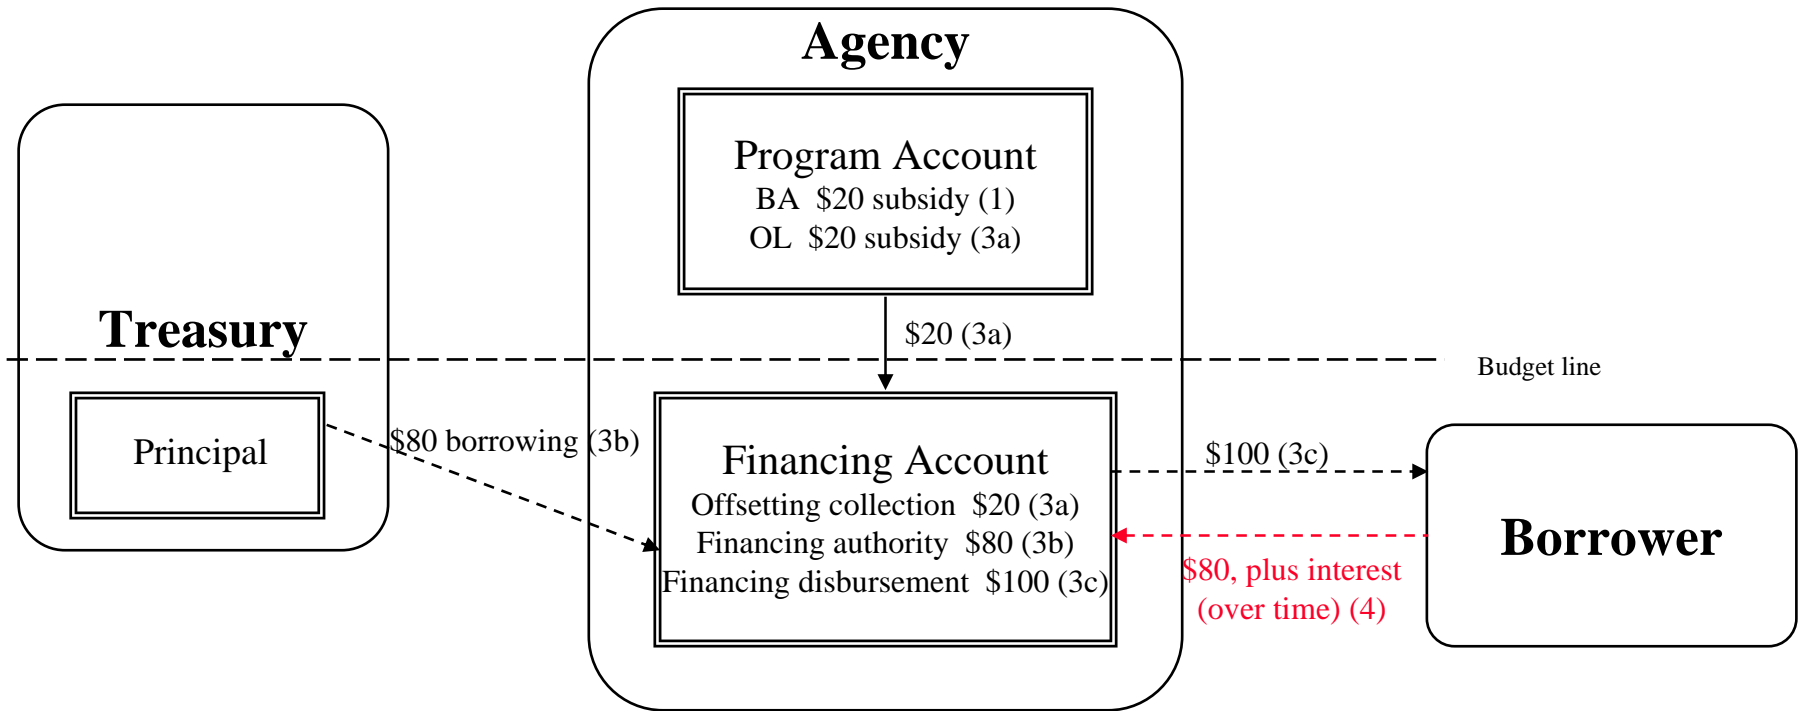 Agency
Program Account
BA  $20 subsidy (1)
OL  $20 subsidy (3a)
Treasury
$20 (3a)
Budget line
Principal
$80 borrowing (3b)
Financing Account
Offsetting collection  $20 (3a)
Financing authority  $80 (3b)
Financing disbursement  $100 (3c)
$100 (3c)
Borrower
$80, plus interest
(over time) (4)